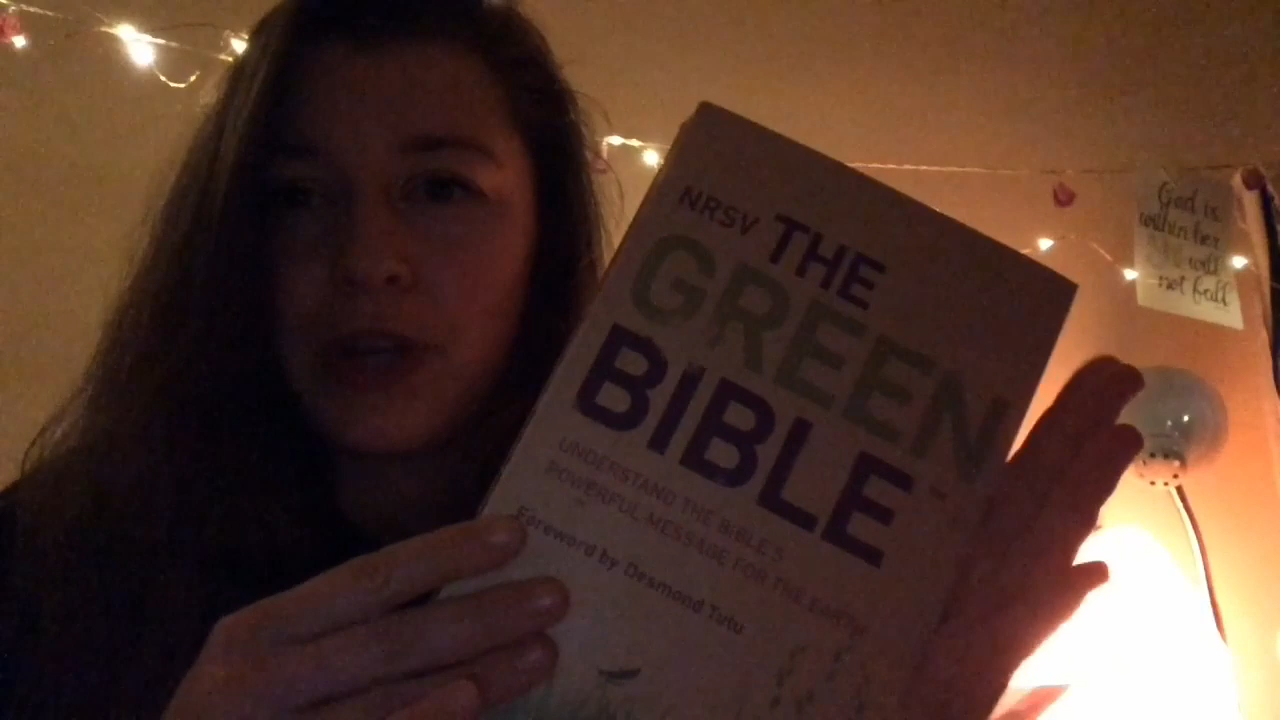 NRSV THE
GREEN
BIBLE™
UNDERSTAND THE BIBLE'S
POWERFUL MESSAGE FOR THE EARTH
Foreword by Desmond Tutu
God is
within her
will
not fall